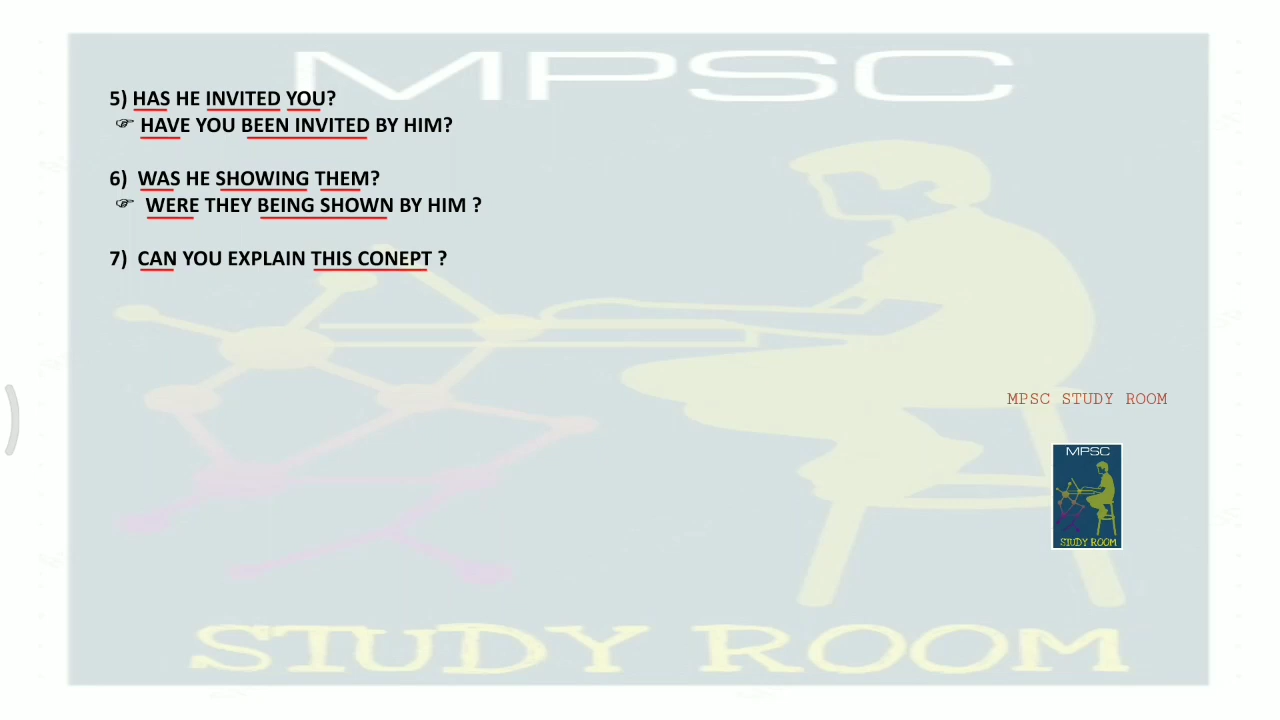 MPSC
5) HAS HE INVITED YOU?
☞ HAVE YOU BEEN INVITED BY HIM?
6) WAS HE SHOWING THEM?
☞ WERE THEY BEING SHOWN BY HIM ?
7) CAN YOU EXPLAIN THIS CONEPT ?
MPSC STUDY ROOM
MPSC
STUDY ROOM
STUDY ROOM